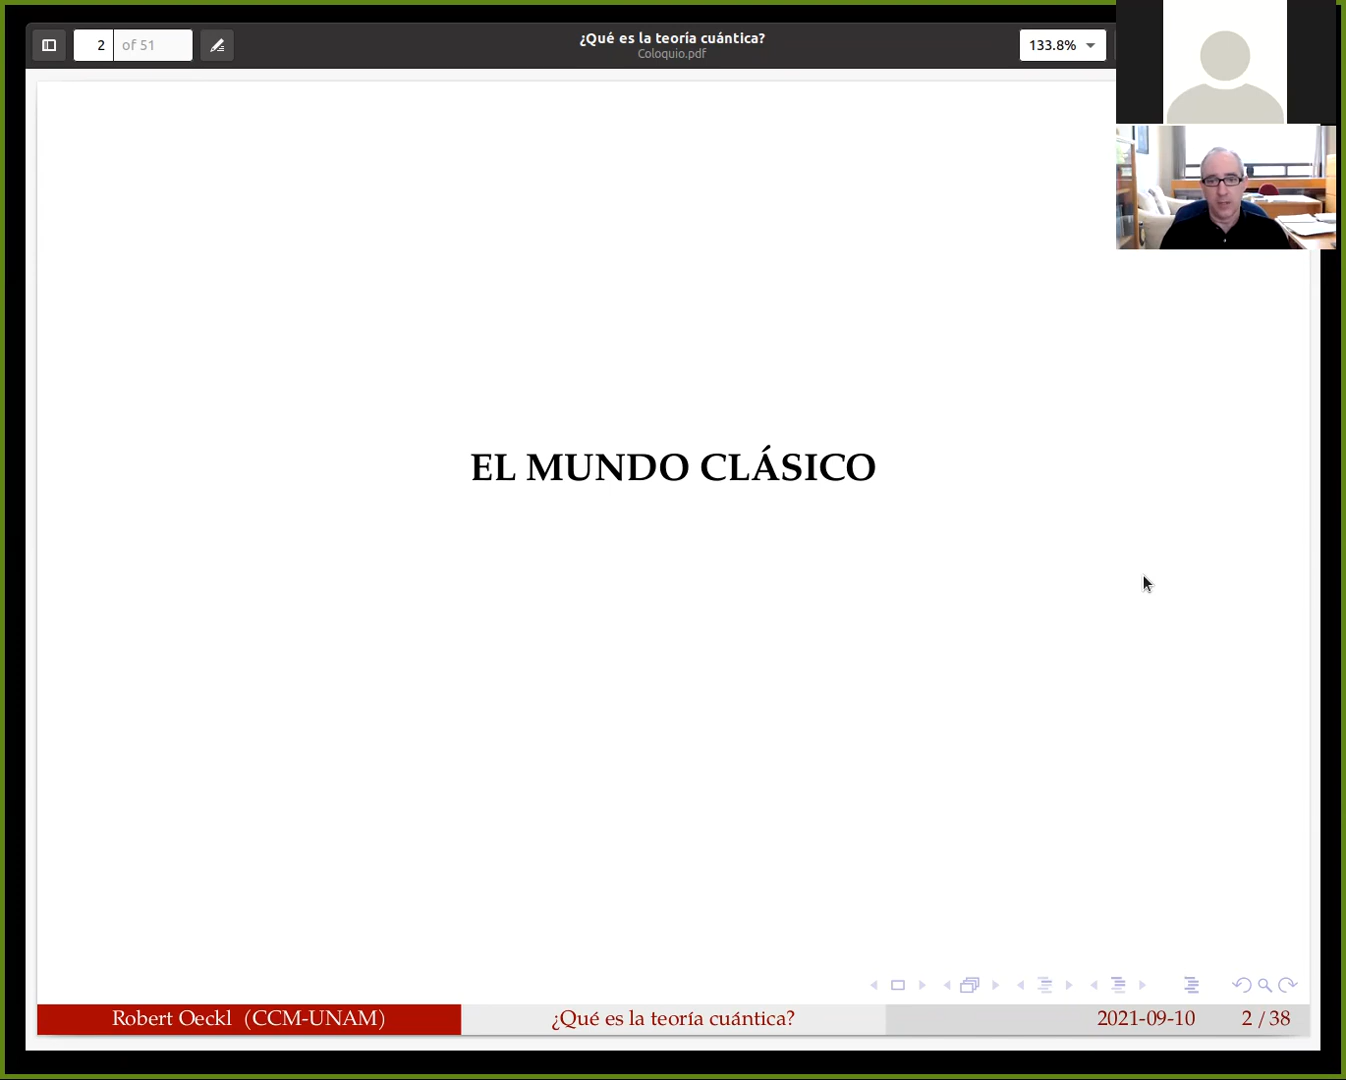 2 of 51
¿Qué es la teoría cuántica?
Coloquio.pdf
133.8%
EL MUNDO CLÁSICO
Robert Oeckl (CCM-UNAM)
¿Qué es la teoría cuántica?
2021-09-10
2 / 38